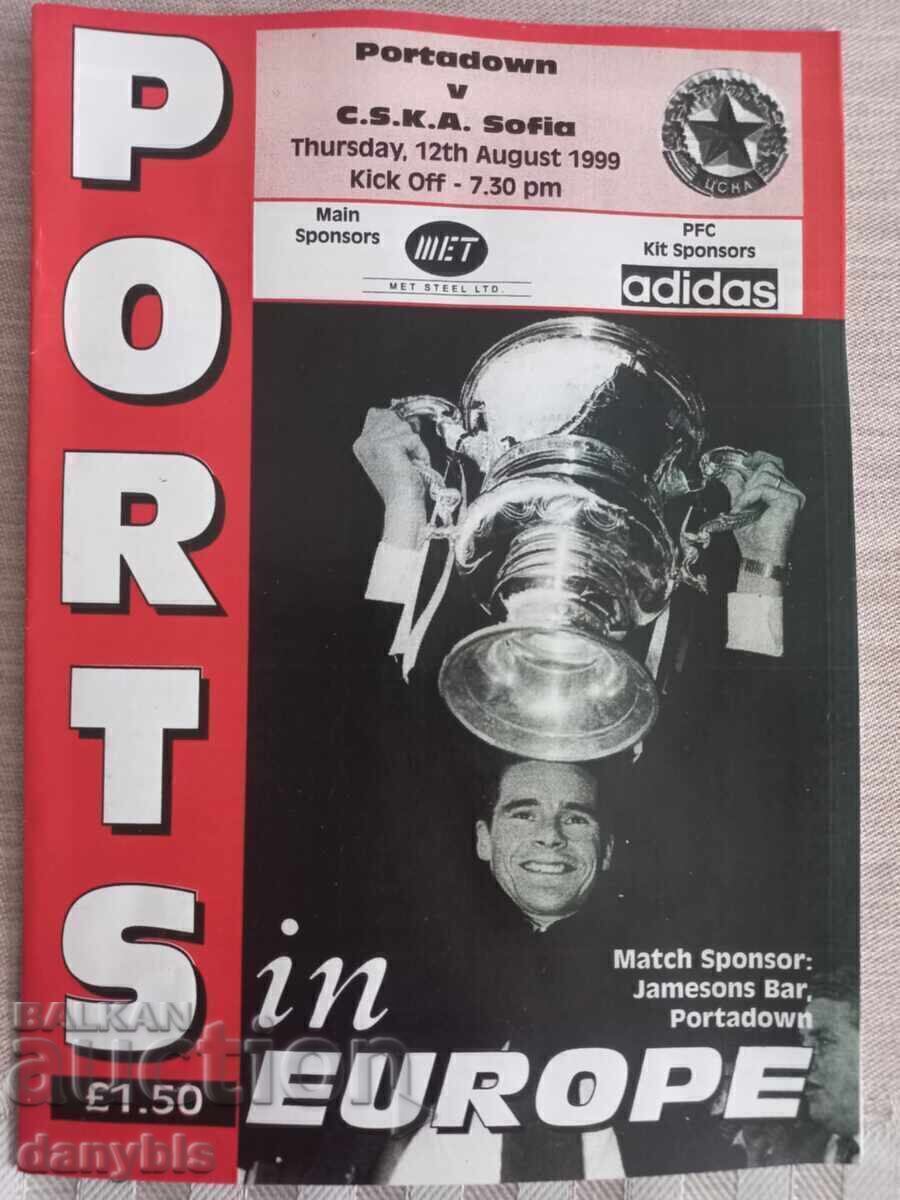 PORTS
Portadown
v
C.S.K.A. Sofia
Thursday, 12th August 1999
Kick Off - 7.30 pm
ЦСКА
Main
Sponsors
MET
MET STEEL LTD.
PFC
Kit Sponsors
adidas
in
EUROPE
Match Sponsor:
Jamesons Bar,
Portadown
£1.50
BALKAN
auction
danybls